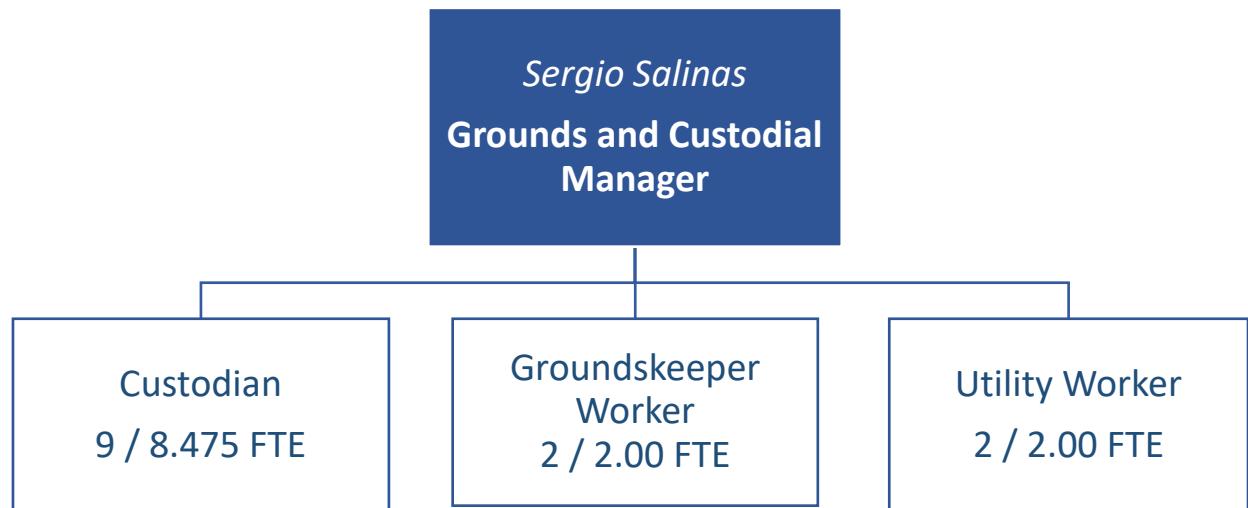 Sergio Salinas
Grounds and Custodial
Manager
Custodian
9 / 8.475 FTE
Groundskeeper
Worker
2 / 2.00 FTE
Utility Worker
2 / 2.00 FTE